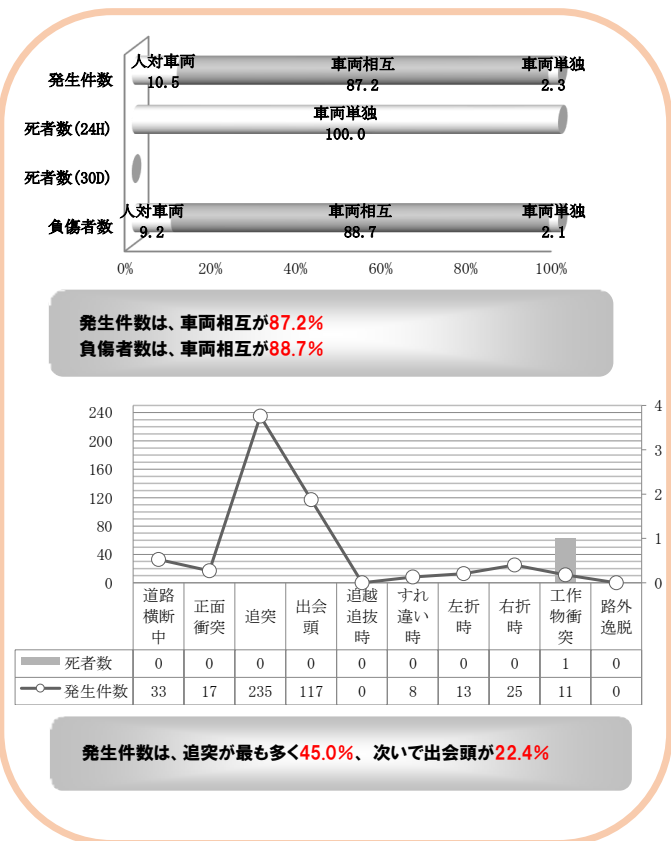 人対車両 車両相互 車両単独
発生件数 10.5 87.2 2.3
車両単独
死者数(24H) 100.0
死者数(30D)
人対車両 車両相互 車両単独
負傷者数 9.2 88.7 2.1
0% 20% 40% 60% 80% 100%
発生件数は、車両相互が87.2%
負傷者数は、車両相互が88.7%
240 4
200 3
160
120 2
80 1
40
0 0
道路横断中 正面衝突 追突 出会頭 追越追抜時 すれ違い時 左折時 右折時 工作物衝突 路外逸脱
死者数 0 0 0 0 0 0 0 0 1 0
発生件数 33 17 235 117 0 8 13 25 11 0
発生件数は、追突が最も多く45.0%、次いで出会頭が22.4%